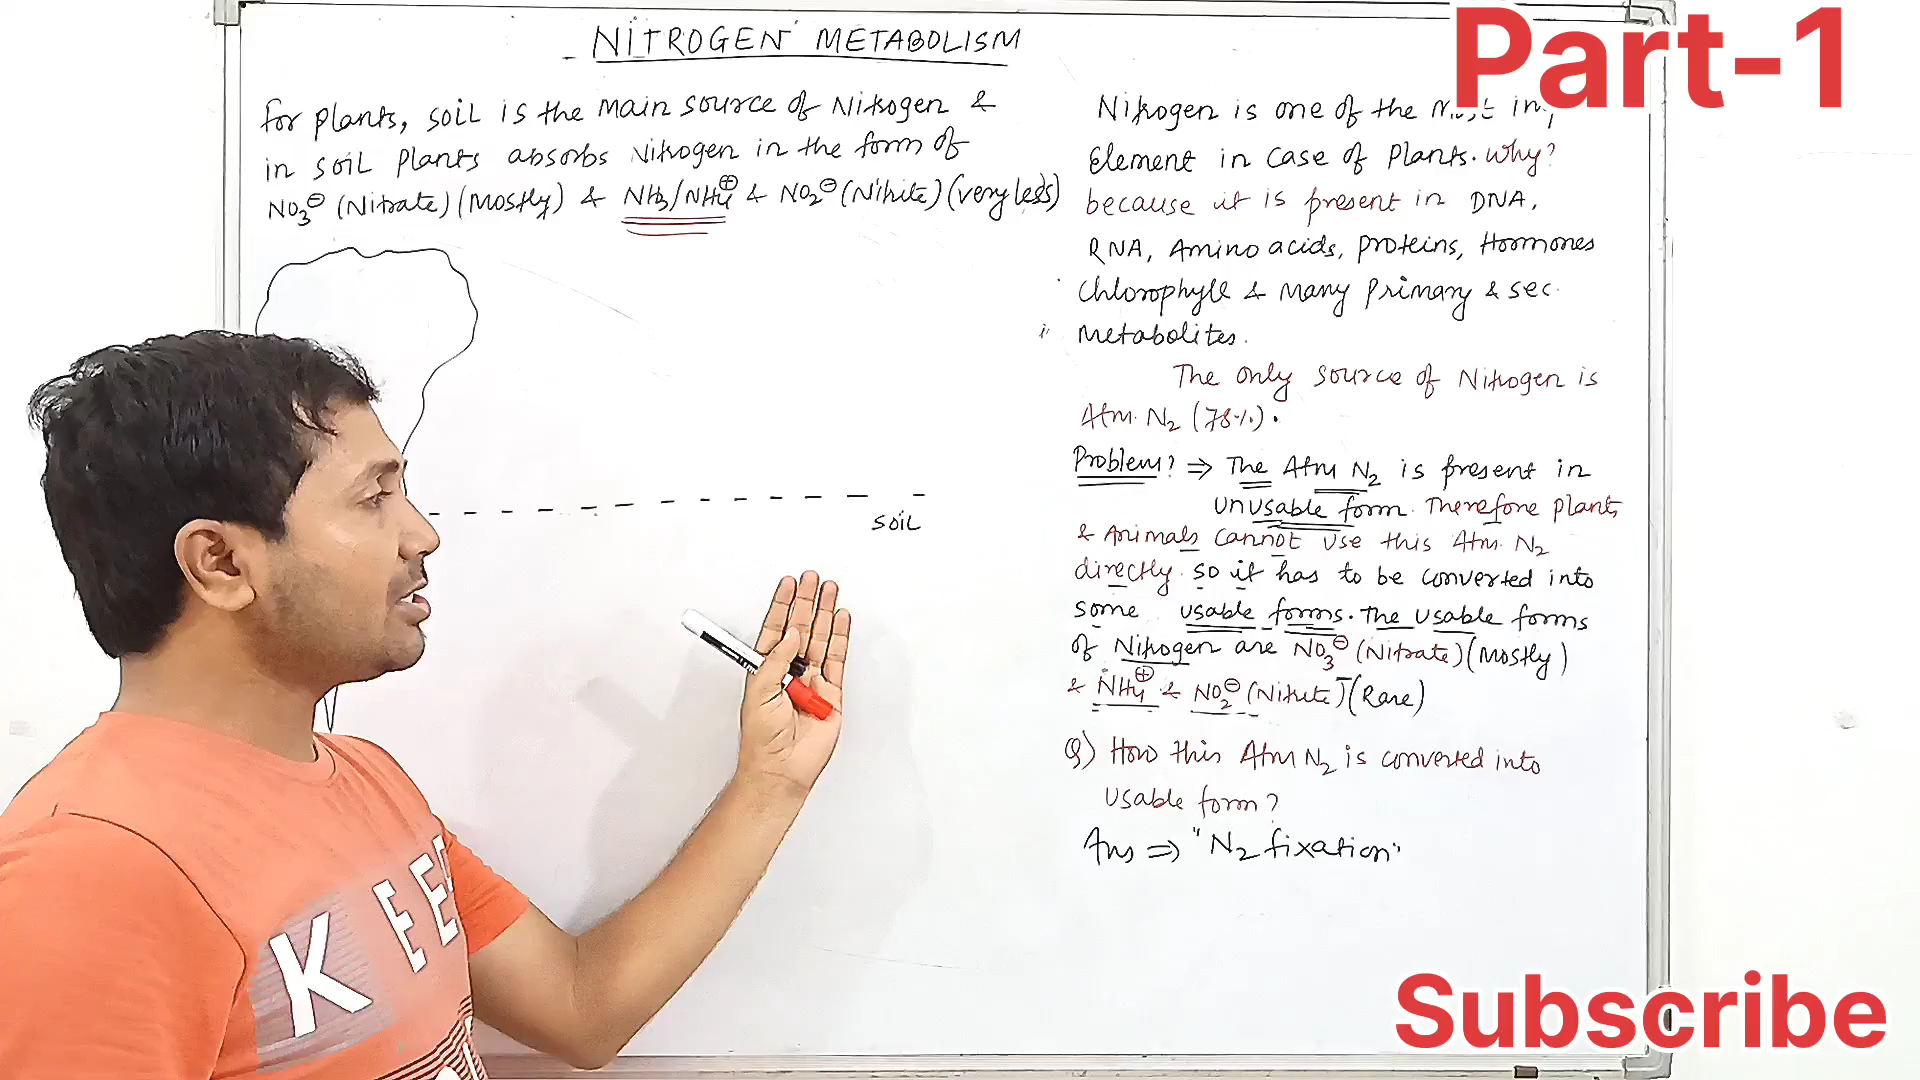 NITROGEN METABOLISM
Part-1
For plants, soil is the main source of Nitrogen &
in soil plants absorbs Nitrogen in the form of
NO3⊖ (Nitrate) (Mostly) & NH3/NH4⊕ & NO2⊖ (Nitrite) (very less)
Nitrogen is one of the most
Element in case of plants. Why?
because it is present in DNA,
RNA, Amino acids, proteins, Hormones
Chlorophyll & many primary & sec.
metabolites.
The only source of Nitrogen is
Atm. N2 (78%).
Problem? ⇒ The Atm N2 is present in
unusable form. Therefore plants
& Animals cannot use this Atm. N2
directly. so it has to be converted into
some usable forms. The usable forms
of Nitrogen are NO3⊖ (Nitrate) (Mostly)
& NH4⊕ & NO2⊖ (Nitrite) (Rare)
Q) How this Atm N2 is converted into
usable form?
Ans ⇒ "N2 fixation"
soil
KEE
Subscribe